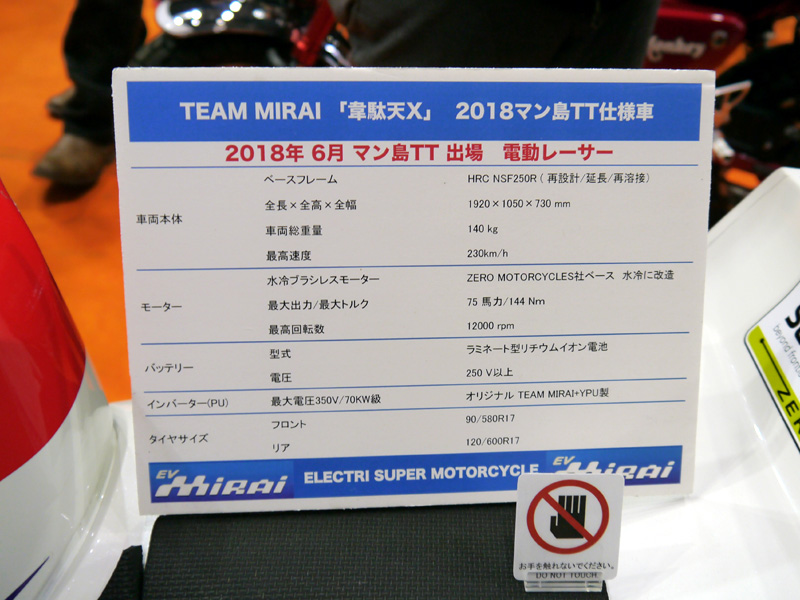 Monkey
TEAM MIRAI 「韋駄天X」 2018マン島TT仕様車
2018年 6月 マン島TT 出場 電動レーサー
車両本体
ベースフレーム HRC NSF250R ( 再設計/延長/再溶接)
全長×全高×全幅 1920×1050×730 mm
車両総重量 140 kg
最高速度 230km/h
モーター
水冷ブラシレスモーター ZERO MOTORCYCLES社ベース 水冷に改造
最大出力/最大トルク 75 馬力/144 Nm
最高回転数 12000 rpm
バッテリー
型式 ラミネート型リチウムイオン電池
電圧 250 V以上
インバーター(PU) 最大電圧350V/70KW級 オリジナル TEAM MIRAI+YPU製
タイヤサイズ
フロント 90/580R17
リア 120/600R17
EV MIRAI ELECTRI SUPER MOTORCYCLE EV MIRAI
お手を触れないでください。
DO NOT TOUCH